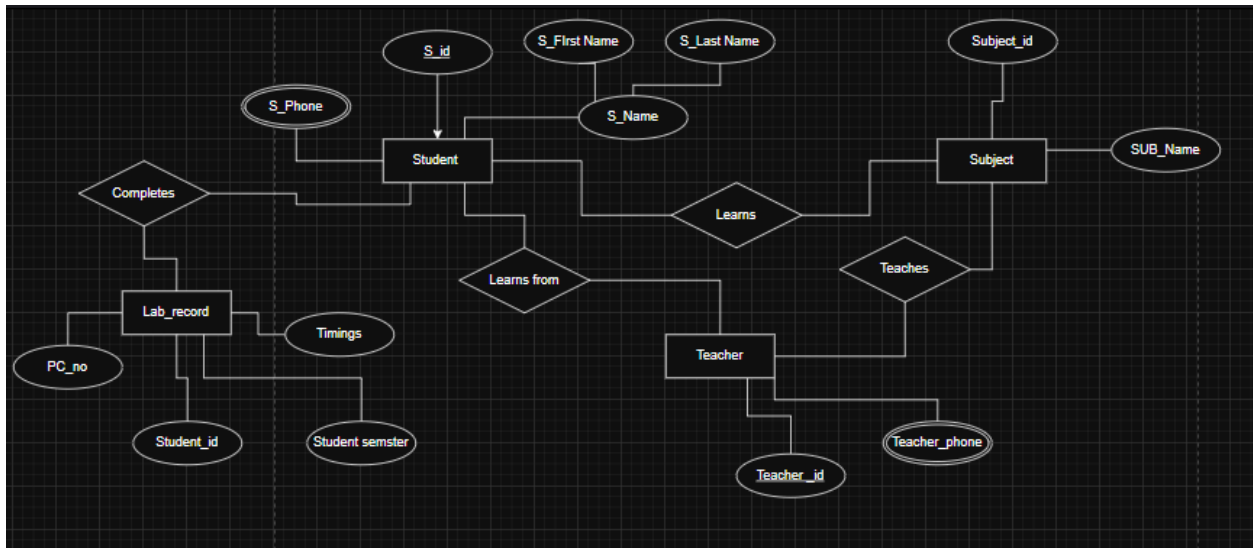 S_FIrst Name
S_Last Name
Subject_id
S_id
S_Phone
S_Name
Student
Subject
SUB_Name
Completes
Learns
Learns from
Teaches
Lab_record
Timings
Teacher
PC_no
Student_id
Student semster
Teacher_phone
Teacher _id